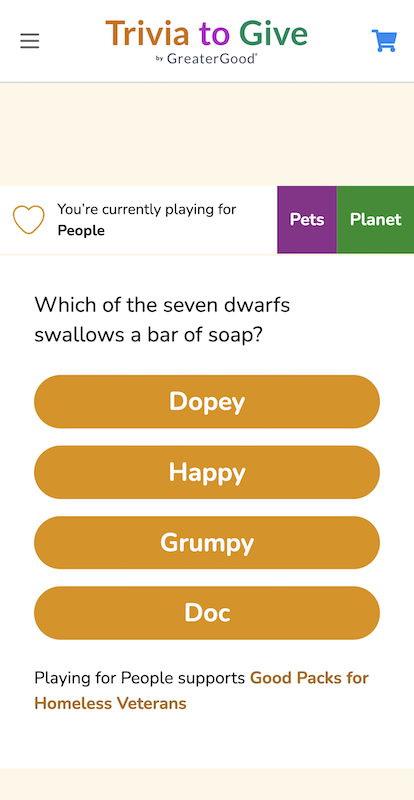 Trivia to Give
by GreaterGood®
You're currently playing for
People
Pets
Planet
Which of the seven dwarfs
swallows a bar of soap?
Dopey
Happy
Grumpy
Doc
Playing for People supports Good Packs for
Homeless Veterans